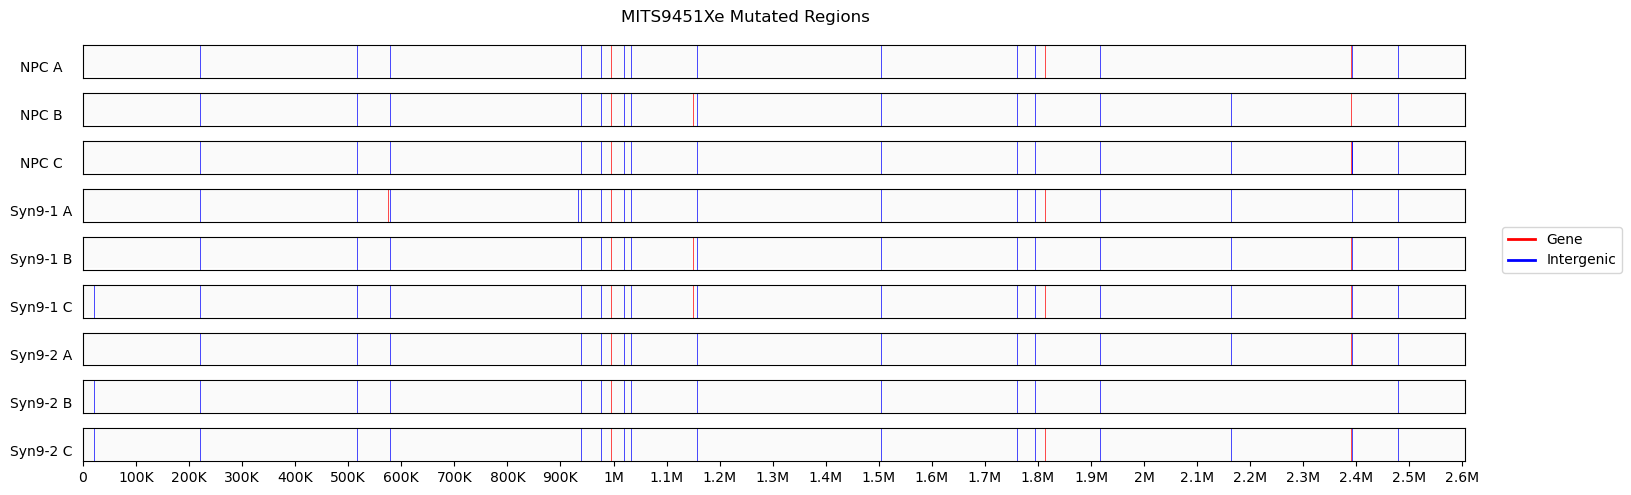 MITS9451Xe Mutated Regions
NPC A
NPC B
NPC C
Syn9-1 A
Syn9-1 B
Syn9-1 C
Syn9-2 A
Syn9-2 B
Syn9-2 C
Gene
Intergenic
0 100K 200K 300K 400K 500K 600K 700K 800K 900K 1M 1.1M 1.2M 1.3M 1.4M 1.5M 1.6M 1.7M 1.8M 1.9M 2M 2.1M 2.2M 2.3M 2.4M 2.5M 2.6M